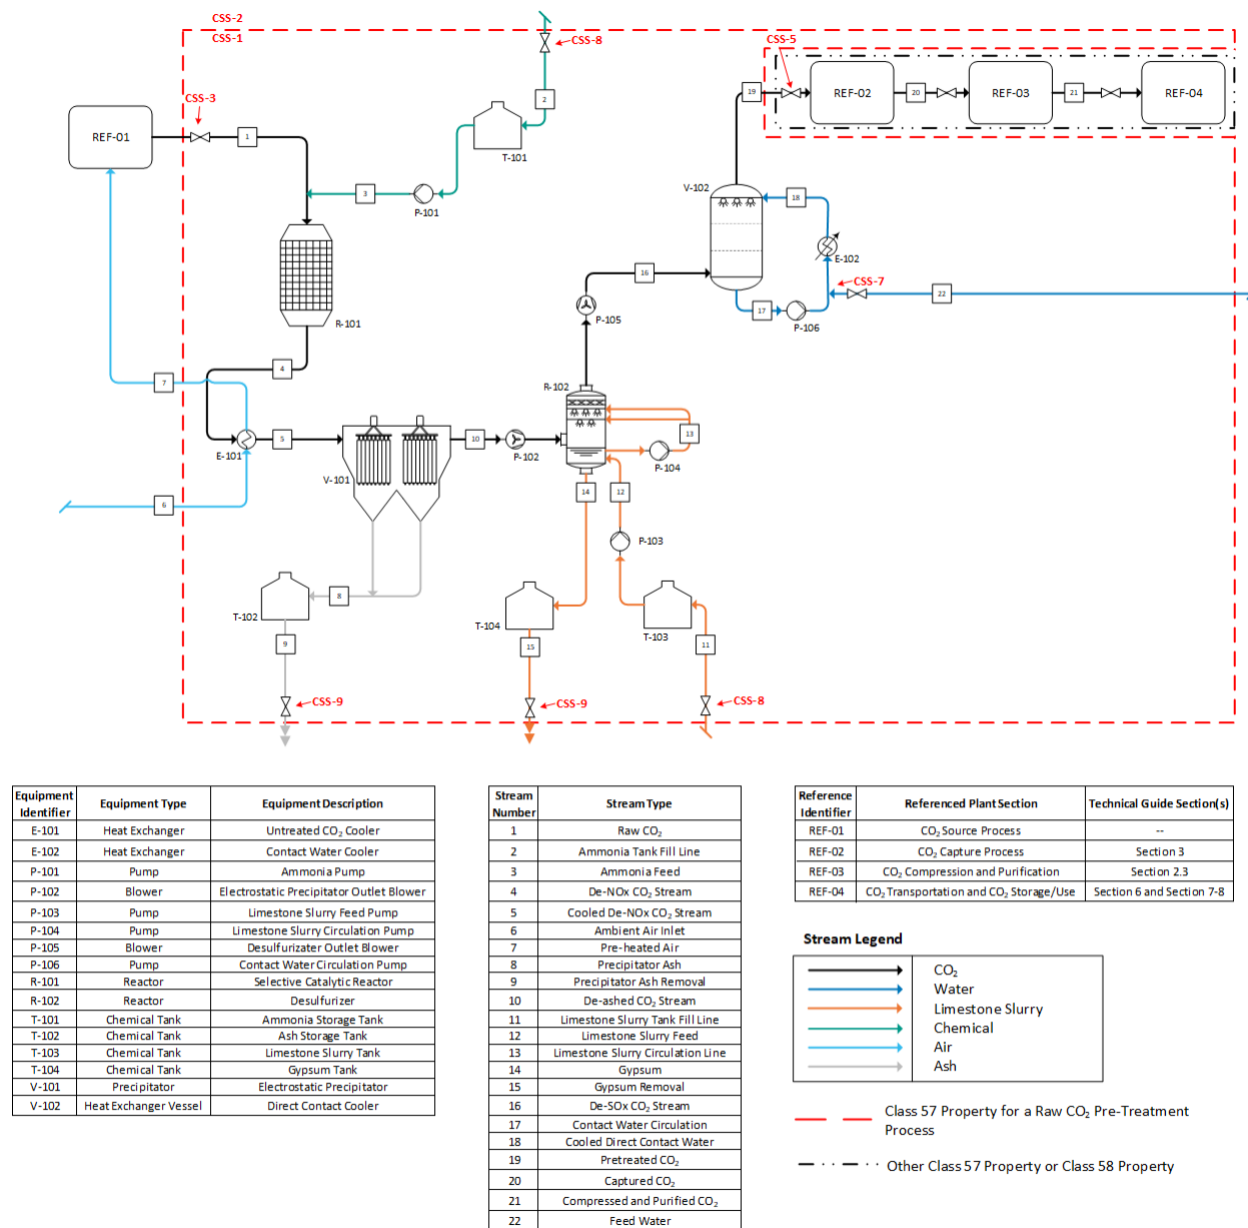 CSS-2
CSS-1
CSS-8
CSS-5
CSS-3
REF-01
1
2
T-101
3
P-101
19
REF-02
20
REF-03
21
REF-04
V-102
18
E-102
CSS-7
22
17
P-106
16
P-105
R-101
4
7
R-102
E-101
5
6
V-101
10
P-102
13
P-104
14
12
P-103
T-102
8
9
CSS-9
T-104
15
CSS-9
T-103
11
CSS-8
Equipment Identifier Equipment Type Equipment Description
E-101 Heat Exchanger Untreated CO₂ Cooler
E-102 Heat Exchanger Contact Water Cooler
P-101 Pump Ammonia Pump
P-102 Blower Electrostatic Precipitator Outlet Blower
P-103 Pump Limestone Slurry Feed Pump
P-104 Pump Limestone Slurry Circulation Pump
P-105 Blower Desulfurizater Outlet Blower
P-106 Pump Contact Water Circulation Pump
R-101 Reactor Selective Catalytic Reactor
R-102 Reactor Desulfurizer
T-101 Chemical Tank Ammonia Storage Tank
T-102 Chemical Tank Ash Storage Tank
T-103 Chemical Tank Limestone Slurry Tank
T-104 Chemical Tank Gypsum Tank
V-101 Precipitator Electrostatic Precipitator
V-102 Heat Exchanger Vessel Direct Contact Cooler
Stream Number Stream Type
1 Raw CO₂
2 Ammonia Tank Fill Line
3 Ammonia Feed
4 De-NOx CO₂ Stream
5 Cooled De-NOx CO₂ Stream
6 Ambient Air Inlet
7 Pre-heated Air
8 Precipitator Ash
9 Precipitator Ash Removal
10 De-ashed CO₂ Stream
11 Limestone Slurry Tank Fill Line
12 Limestone Slurry Feed
13 Limestone Slurry Circulation Line
14 Gypsum
15 Gypsum Removal
16 De-SOx CO₂ Stream
17 Contact Water Circulation
18 Cooled Direct Contact Water
19 Pretreated CO₂
20 Captured CO₂
21 Compressed and Purified CO₂
22 Feed Water
Reference Identifier Referenced Plant Section Technical Guide Section(s)
REF-01 CO₂ Source Process --
REF-02 CO₂ Capture Process Section 3
REF-03 CO₂ Compression and Purification Section 2.3
REF-04 CO₂ Transportation and CO₂ Storage/Use Section 6 and Section 7-8
Stream Legend
CO₂
Water
Limestone Slurry
Chemical
Air
Ash
Class 57 Property for a Raw CO₂ Pre-Treatment
Process
Other Class 57 Property or Class 58 Property